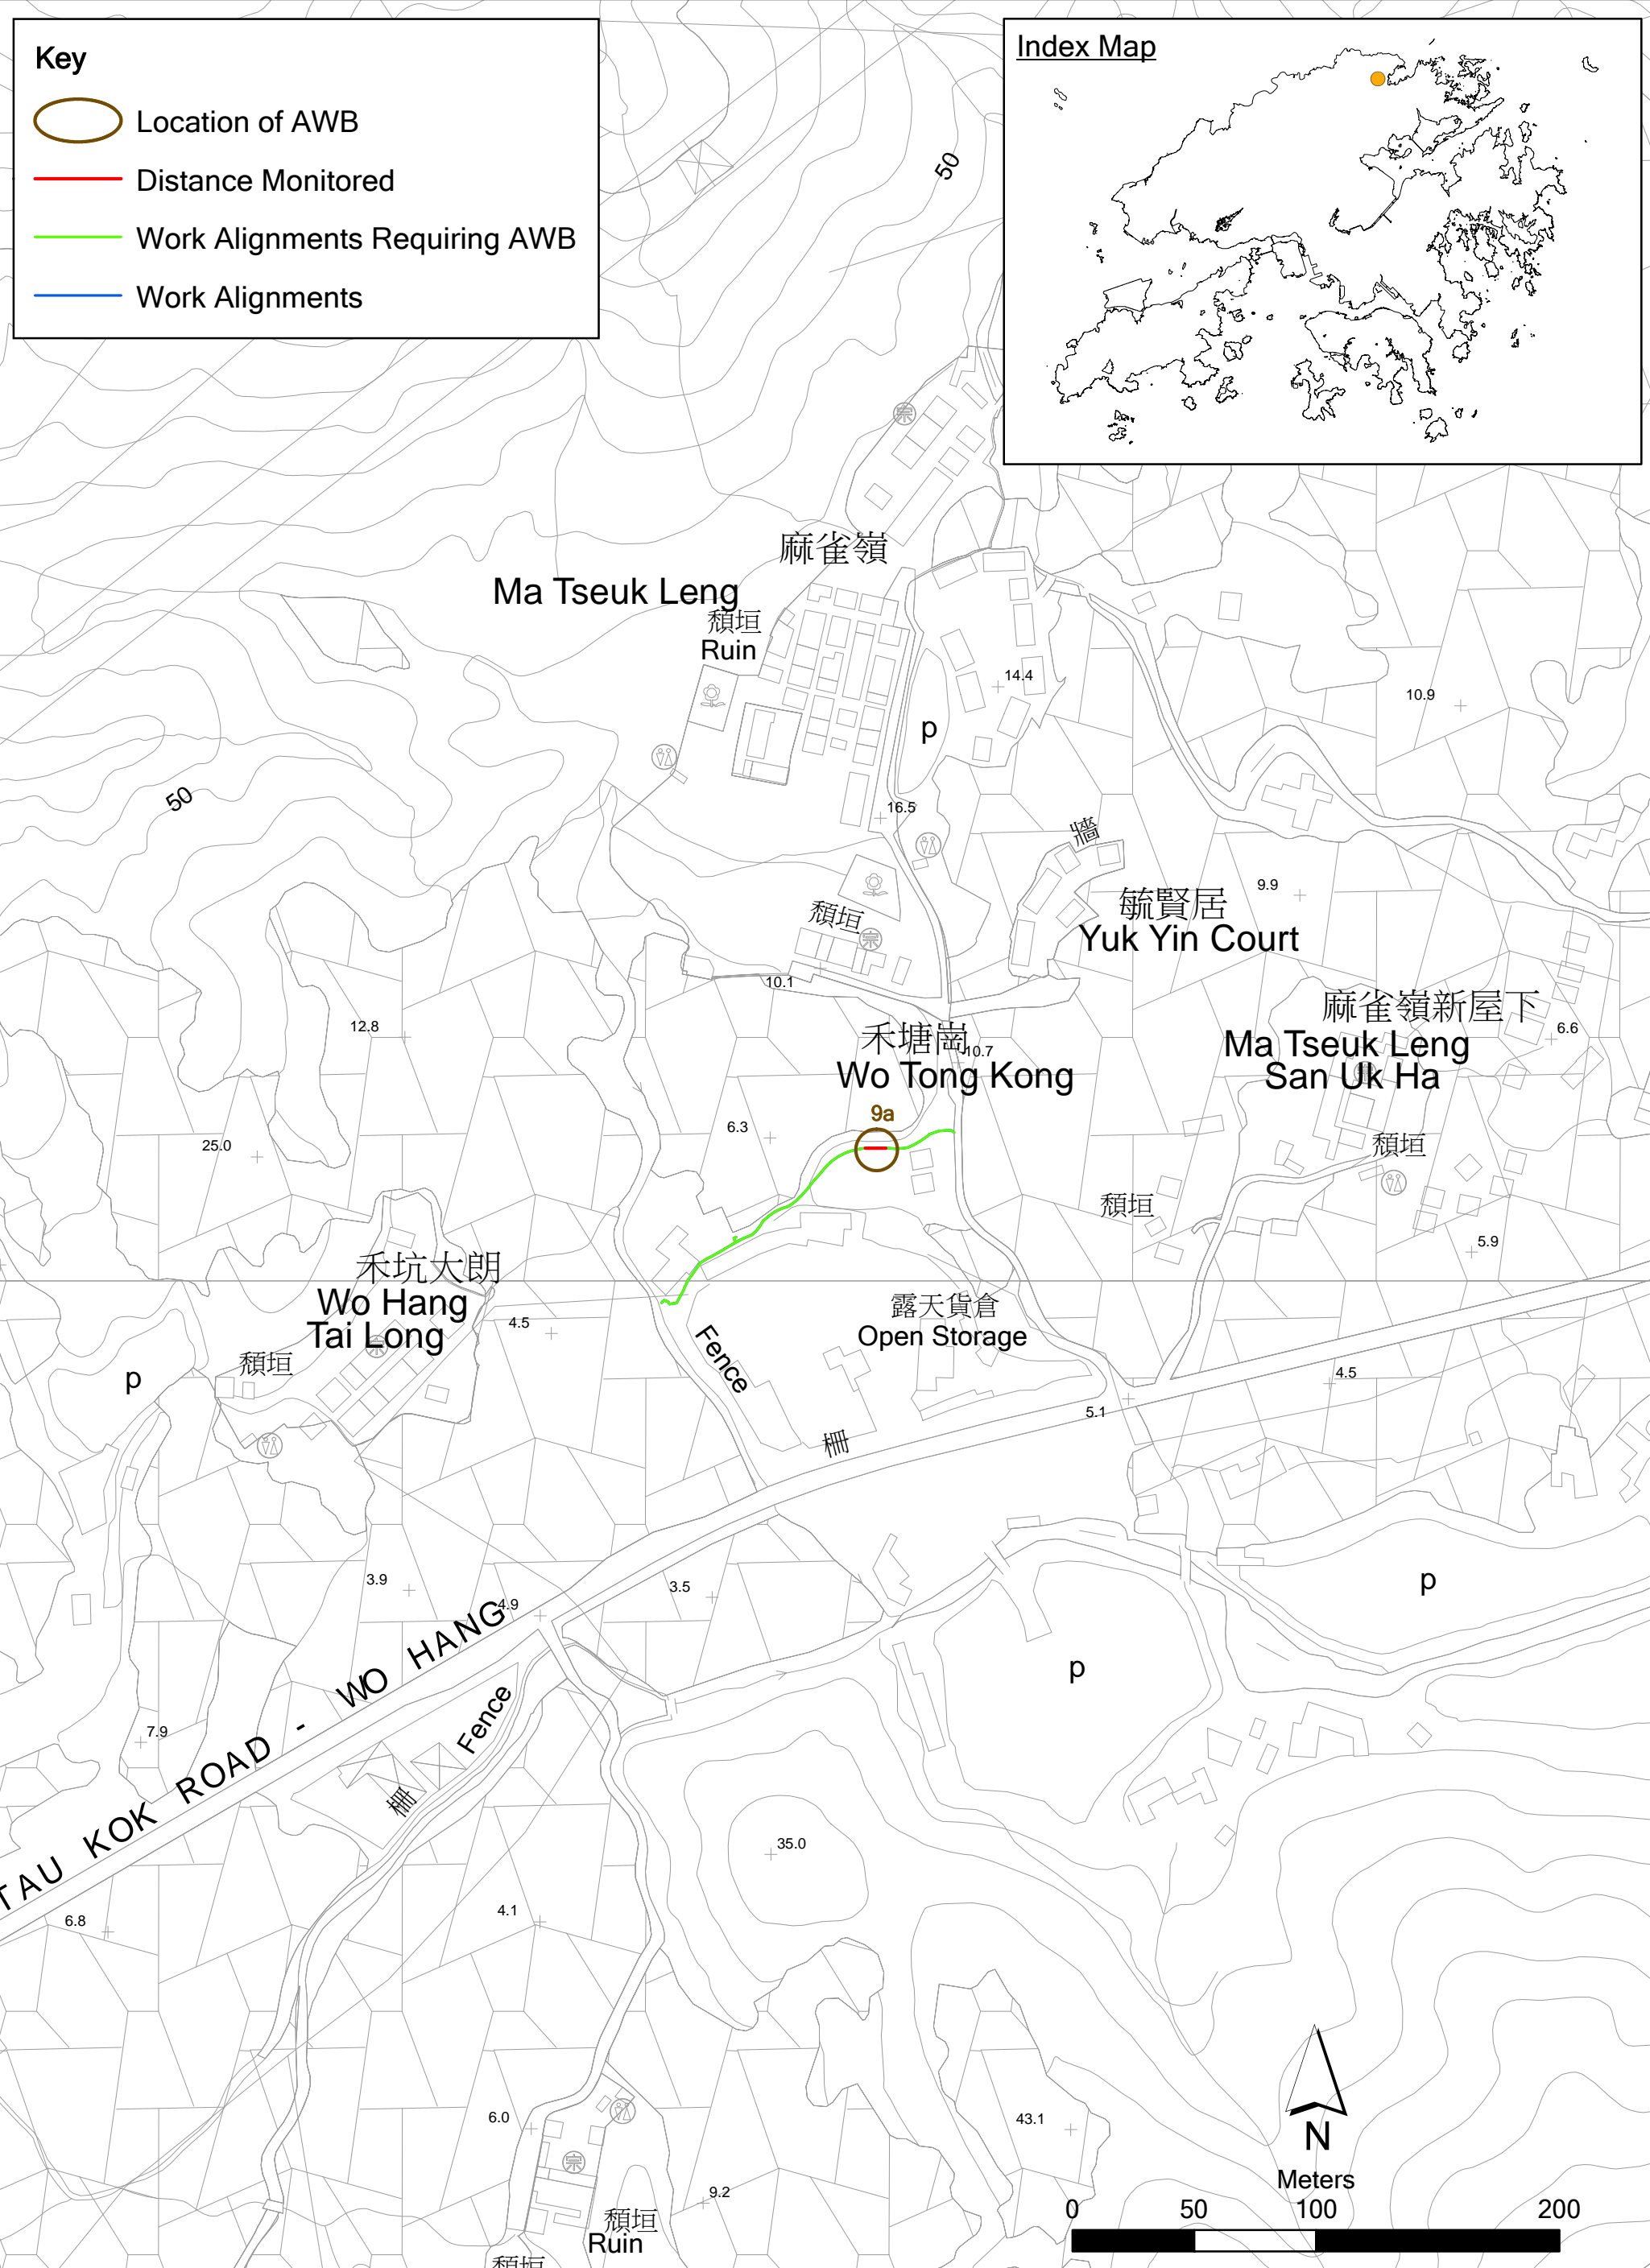 Key
Location of AWB
Distance Monitored
Work Alignments Requiring AWB
Work Alignments
Index Map
50
宗
麻雀嶺
Ma Tseuk Leng
頹垣
Ruin
14.4
10.9
p
50
16.5
牆
9.9
毓賢居
Yuk Yin Court
頹垣
宗
10.1
麻雀嶺新屋下
Ma Tseuk Leng
San Uk Ha
6.6
12.8
禾塘崗
10.7
Wo Tong Kong
9a
6.3
25.0
頹垣
頹垣
5.9
禾坑大朗
Wo Hang
Tai Long
4.5
露天貨倉
Open Storage
Fence
頹垣
p
4.5
5.1
柵
3.9
4.9
3.5
p
p
TAU KOK ROAD - WO HANG
Fence
柵
7.9
35.0
6.8
4.1
6.0
43.1
宗
9.2
頹垣
Ruin
頹垣
N
Meters
0 50 100 200